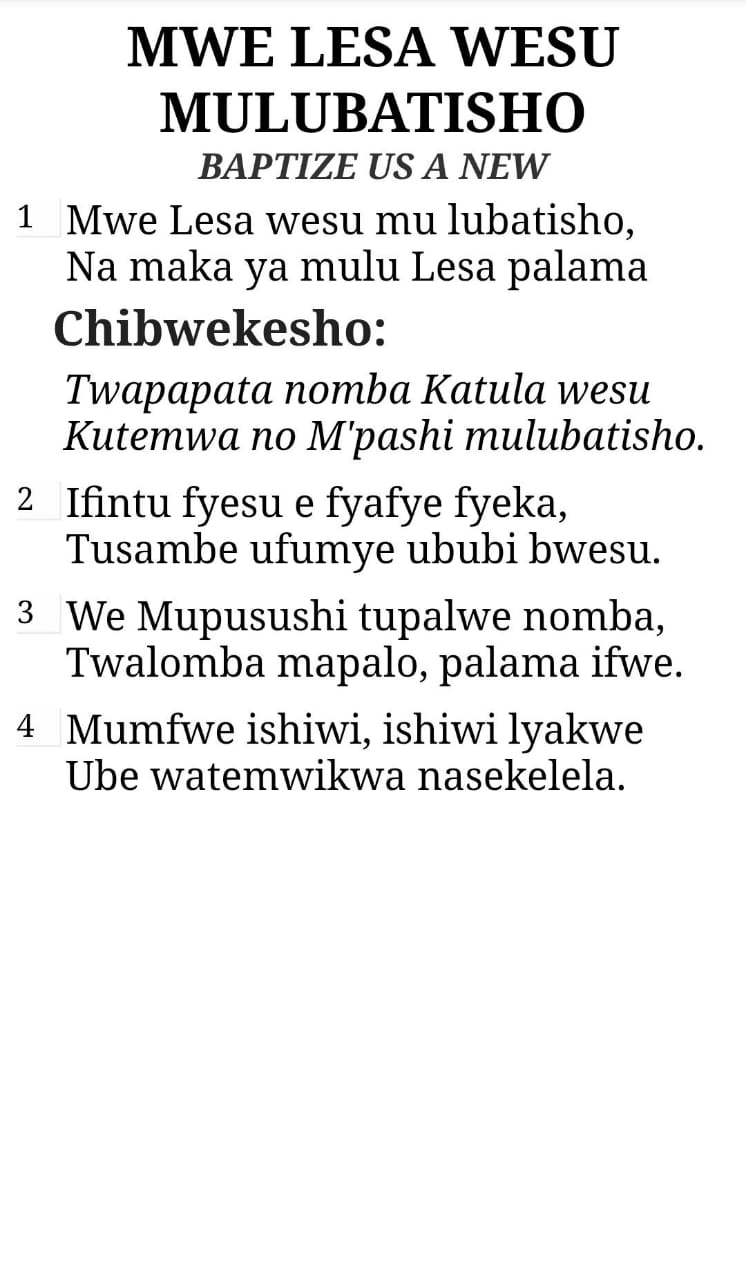 MWE LESA WESU
MULUBATISHO
BAPTIZE US A NEW
1 Mwe Lesa wesu mu lubatisho,
Na maka ya mulu Lesa palama
Chibwekesho:
Twapapata nomba Katula wesu
Kutemwa no M'pashi mulubatisho.
2 Ifintu fyesu e fyafye fyeka,
Tusambe ufumye ububi bwesu.
3 We Mupusushi tupalwe nomba,
Twalomba mapalo, palama ifwe.
4 Mumfwe ishiwi, ishiwi lyakwe
Ube watemwikwa nasekelela.